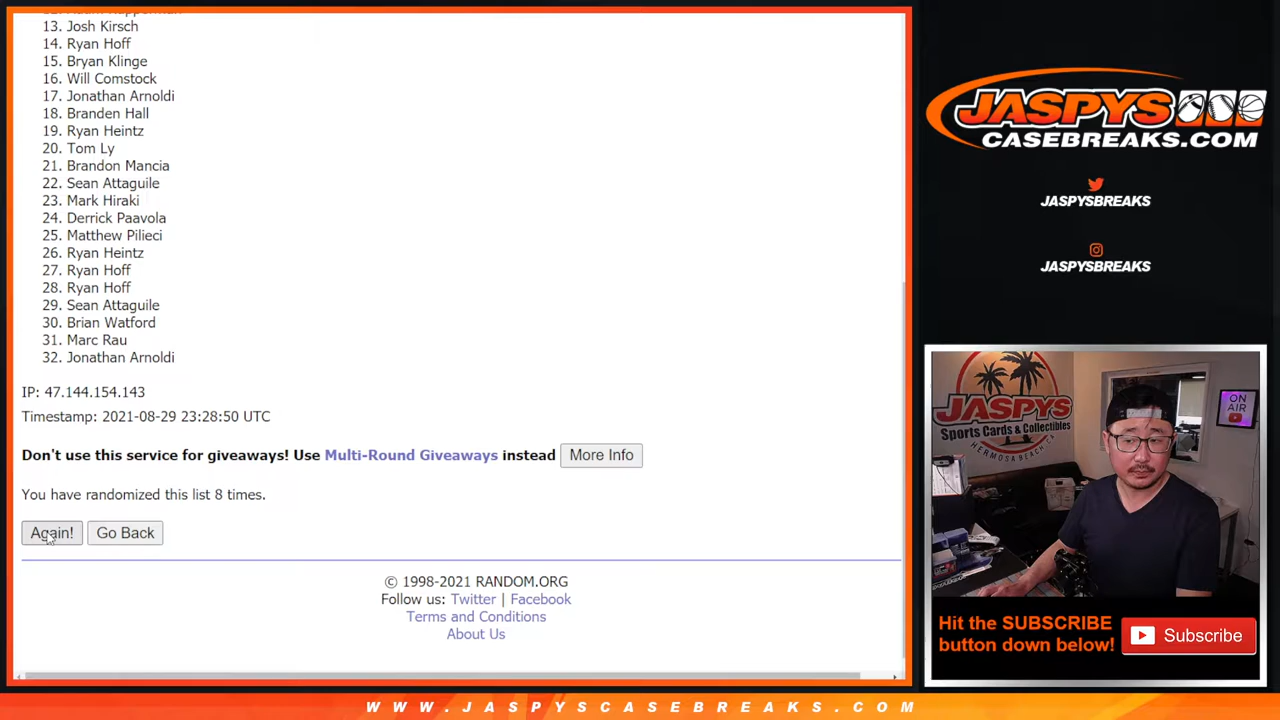 13. Josh Kirsch
14. Ryan Hoff
15. Bryan Klinge
16. Will Comstock
17. Jonathan Arnoldi
18. Branden Hall
19. Ryan Heintz
20. Tom Ly
21. Brandon Mancia
22. Sean Attaguile
23. Mark Hiraki
24. Derrick Paavola
25. Matthew Pilieci
26. Ryan Heintz
27. Ryan Hoff
28. Ryan Hoff
29. Sean Attaguile
30. Brian Watford
31. Marc Rau
32. Jonathan Arnoldi
IP: 47.144.154.143
Timestamp: 2021-08-29 23:28:50 UTC
Don't use this service for giveaways! Use Multi-Round Giveaways instead More Info
You have randomized this list 8 times.
Again! Go Back
© 1998-2021 RANDOM.ORG
Follow us: Twitter | Facebook
Terms and Conditions
About Us
JASPYS
CASEBREAKS.COM
JASPYSBREAKS
JASPYSBREAKS
JASPYS
Sports Cards & Collectibles
HERMOSA BEACH
ON
AIR
Hit the SUBSCRIBE
button down below!
Subscribe
WWW.JASPYSCASEBREAKS.COM